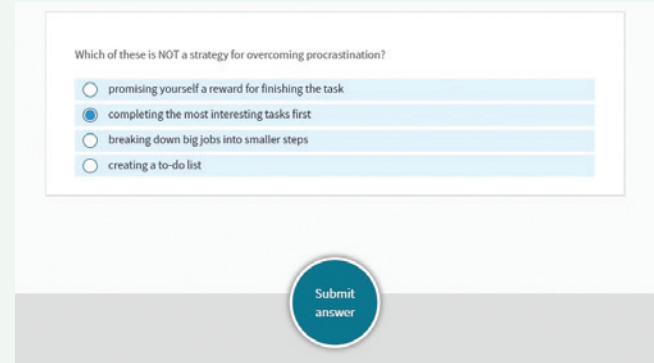 Which of these is NOT a strategy for overcoming procrastination?
promising yourself a reward for finishing the task
completing the most interesting tasks first
breaking down big jobs into smaller steps
creating a to-do list
Submit
answer